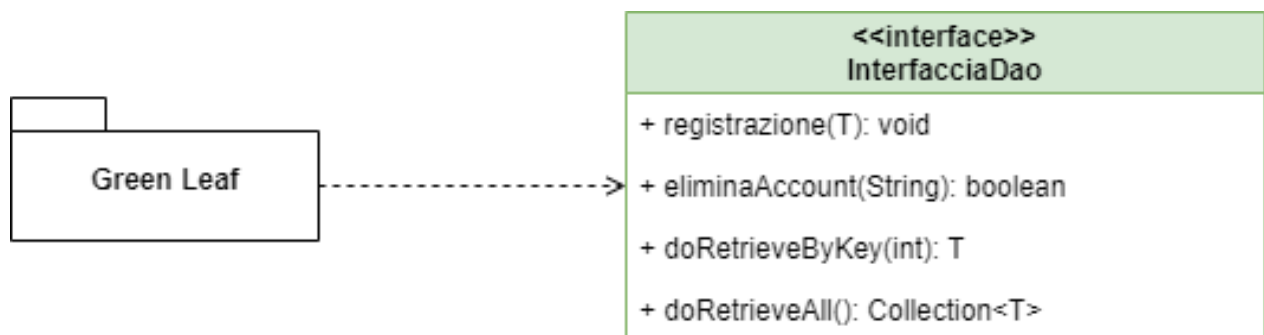 <<interface>>
InterfacciaDao
+ registrazione(T): void
Green Leaf
+ eliminaAccount(String): boolean
+ doRetrieveByKey(int): T
+ doRetrieveAll(): Collection<T>